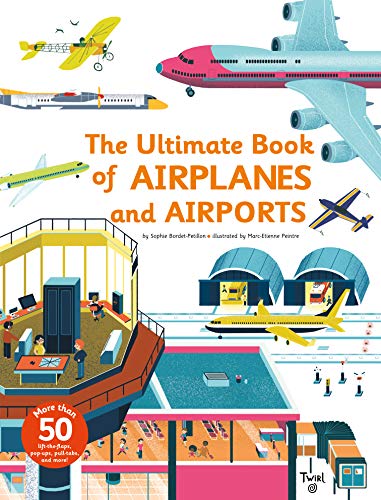 The Ultimate Book
of AIRPLANES
and AIRPORTS
by Sophie Bordet-Petillon • illustrated by Marc-Etienne Peintre
More than
50
lift-the-flaps,
pop-ups, pull-tabs,
and more!
TWIRL